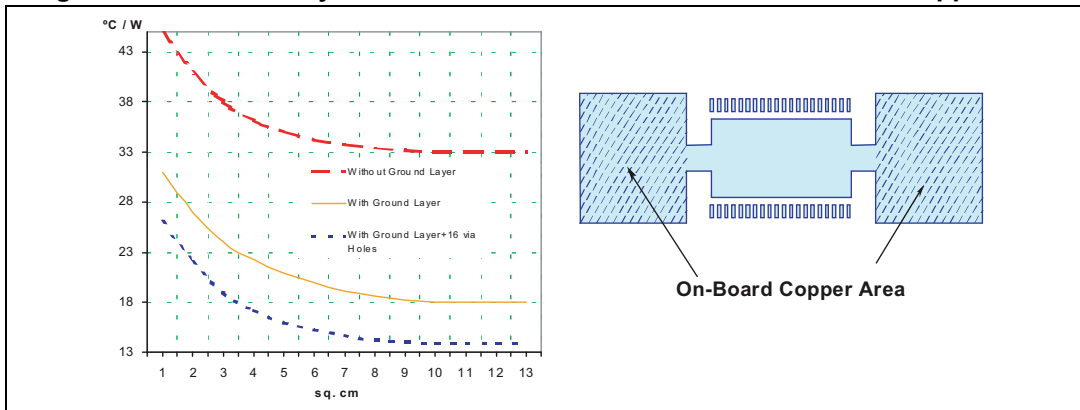 ºC / W
43
38
33
28
23
18
13
1 2 3 4 5 6 7 8 9 10 11 12 13
sq. cm
Without Ground Layer
With Ground Layer
With Ground Layer+16 via
Holes
On-Board Copper Area